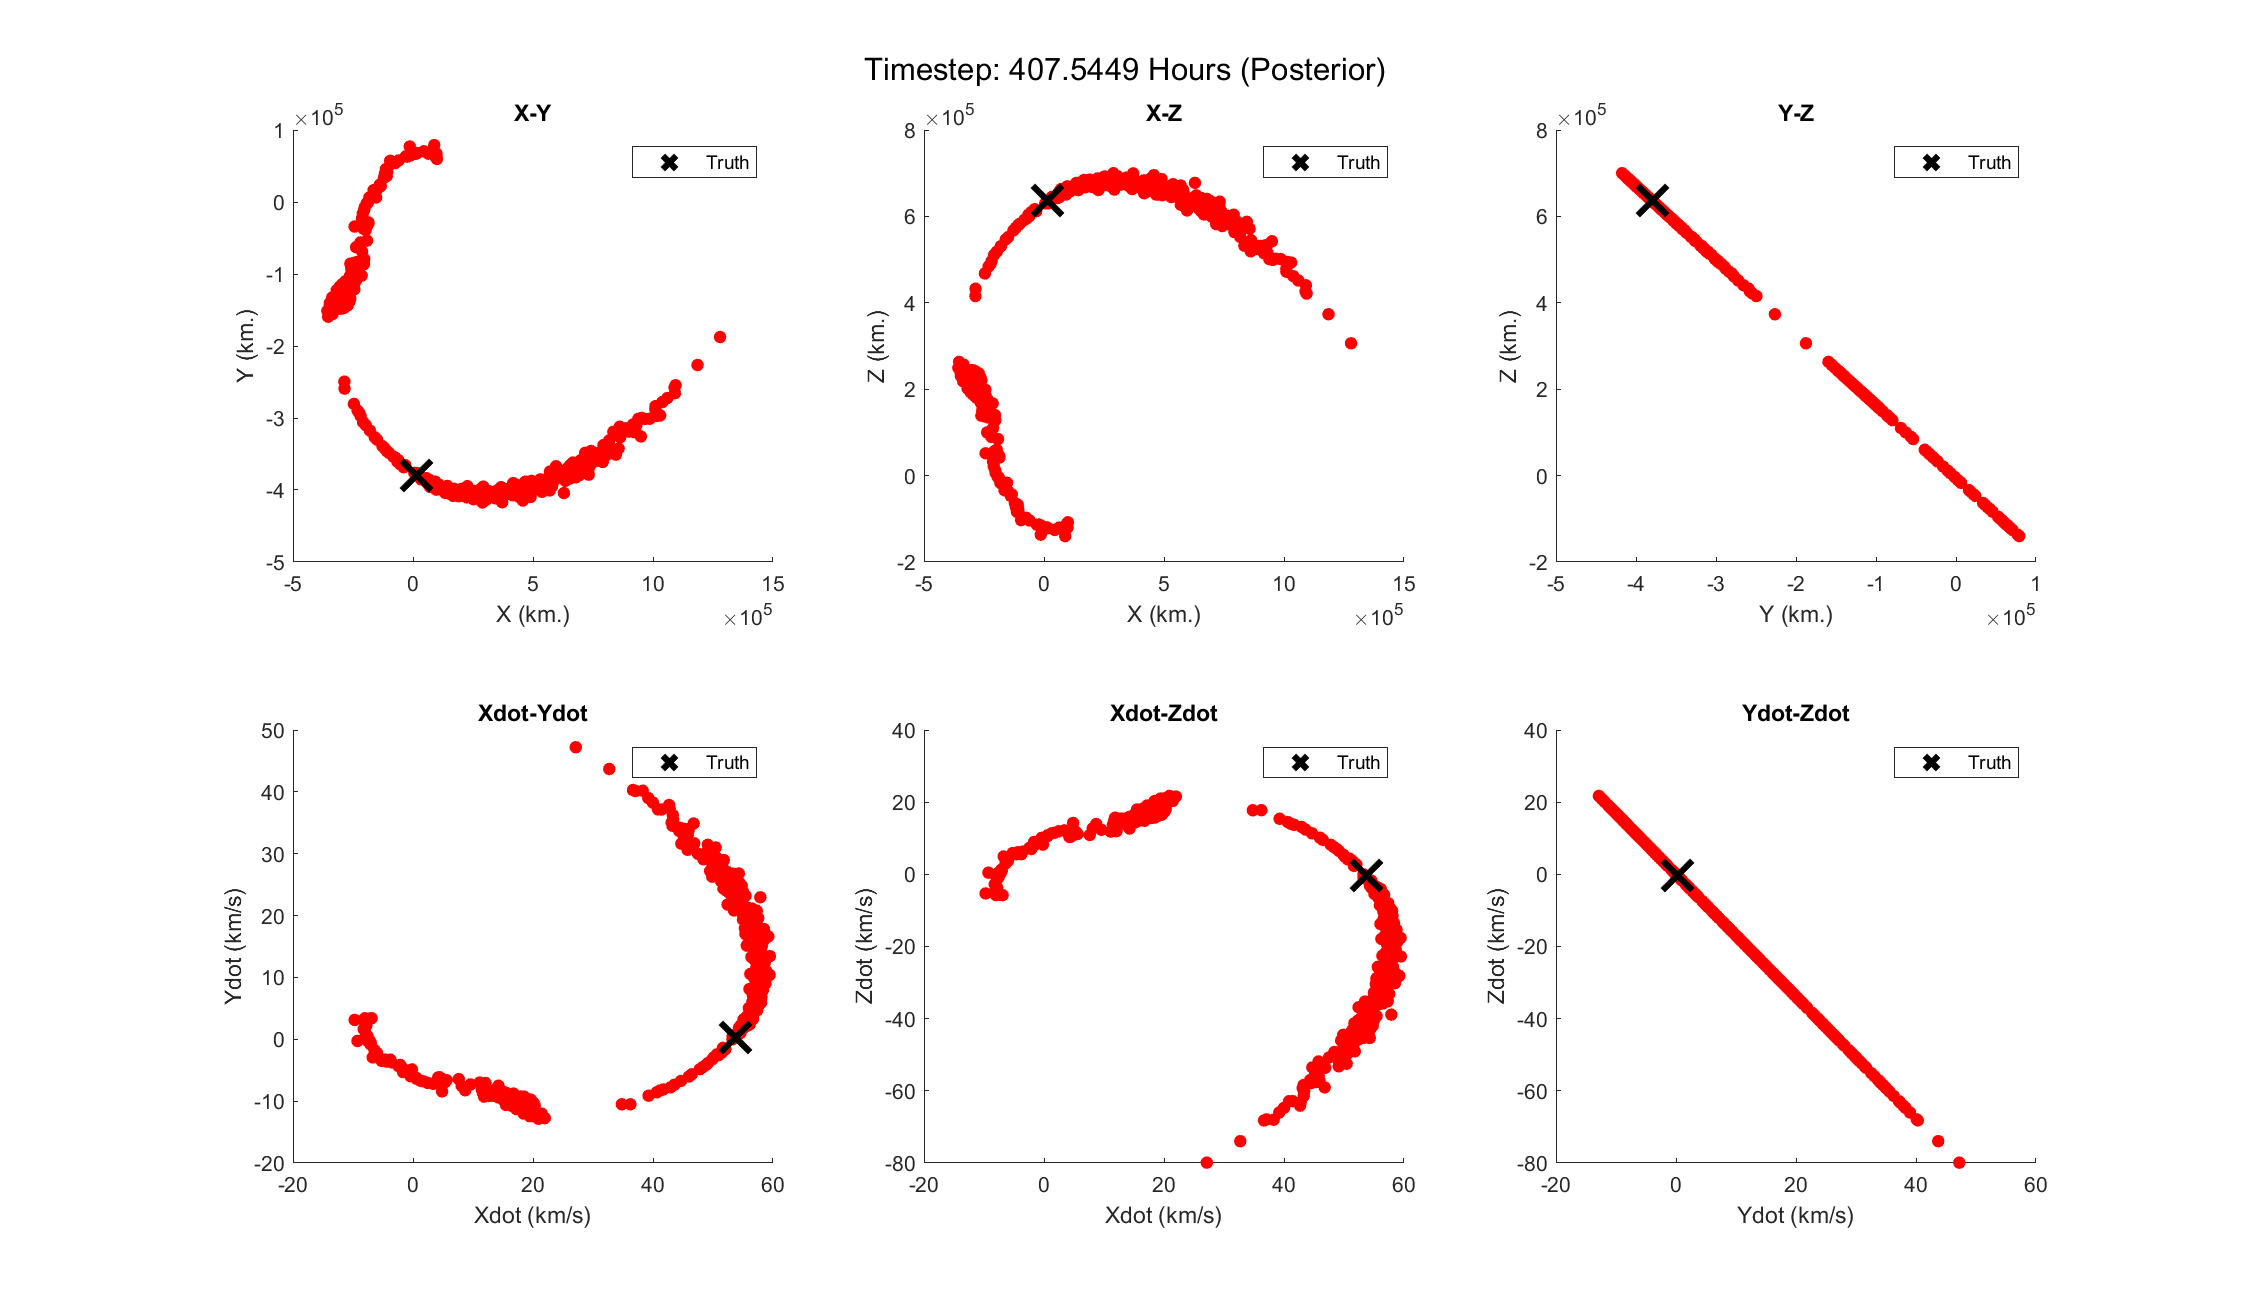 Timestep: 407.5449 Hours (Posterior)
X-Y
×10^5
Truth
1
0
-1
-2
-3
-4
-5
Y (km.)
-5 0 5 10 15
X (km.)
×10^5
X-Z
×10^5
Truth
8
6
4
2
0
-2
Z (km.)
-5 0 5 10 15
X (km.)
×10^5
Y-Z
×10^5
Truth
8
6
4
2
0
-2
Z (km.)
-5 -4 -3 -2 -1 0 1
Y (km.)
×10^5
Xdot-Ydot
Truth
50
40
30
20
10
0
-10
-20
Ydot (km/s)
-20 0 20 40 60
Xdot (km/s)
Xdot-Zdot
Truth
40
20
0
-20
-40
-60
-80
Zdot (km/s)
-20 0 20 40 60
Xdot (km/s)
Ydot-Zdot
Truth
40
20
0
-20
-40
-60
-80
Zdot (km/s)
-20 0 20 40 60
Ydot (km/s)